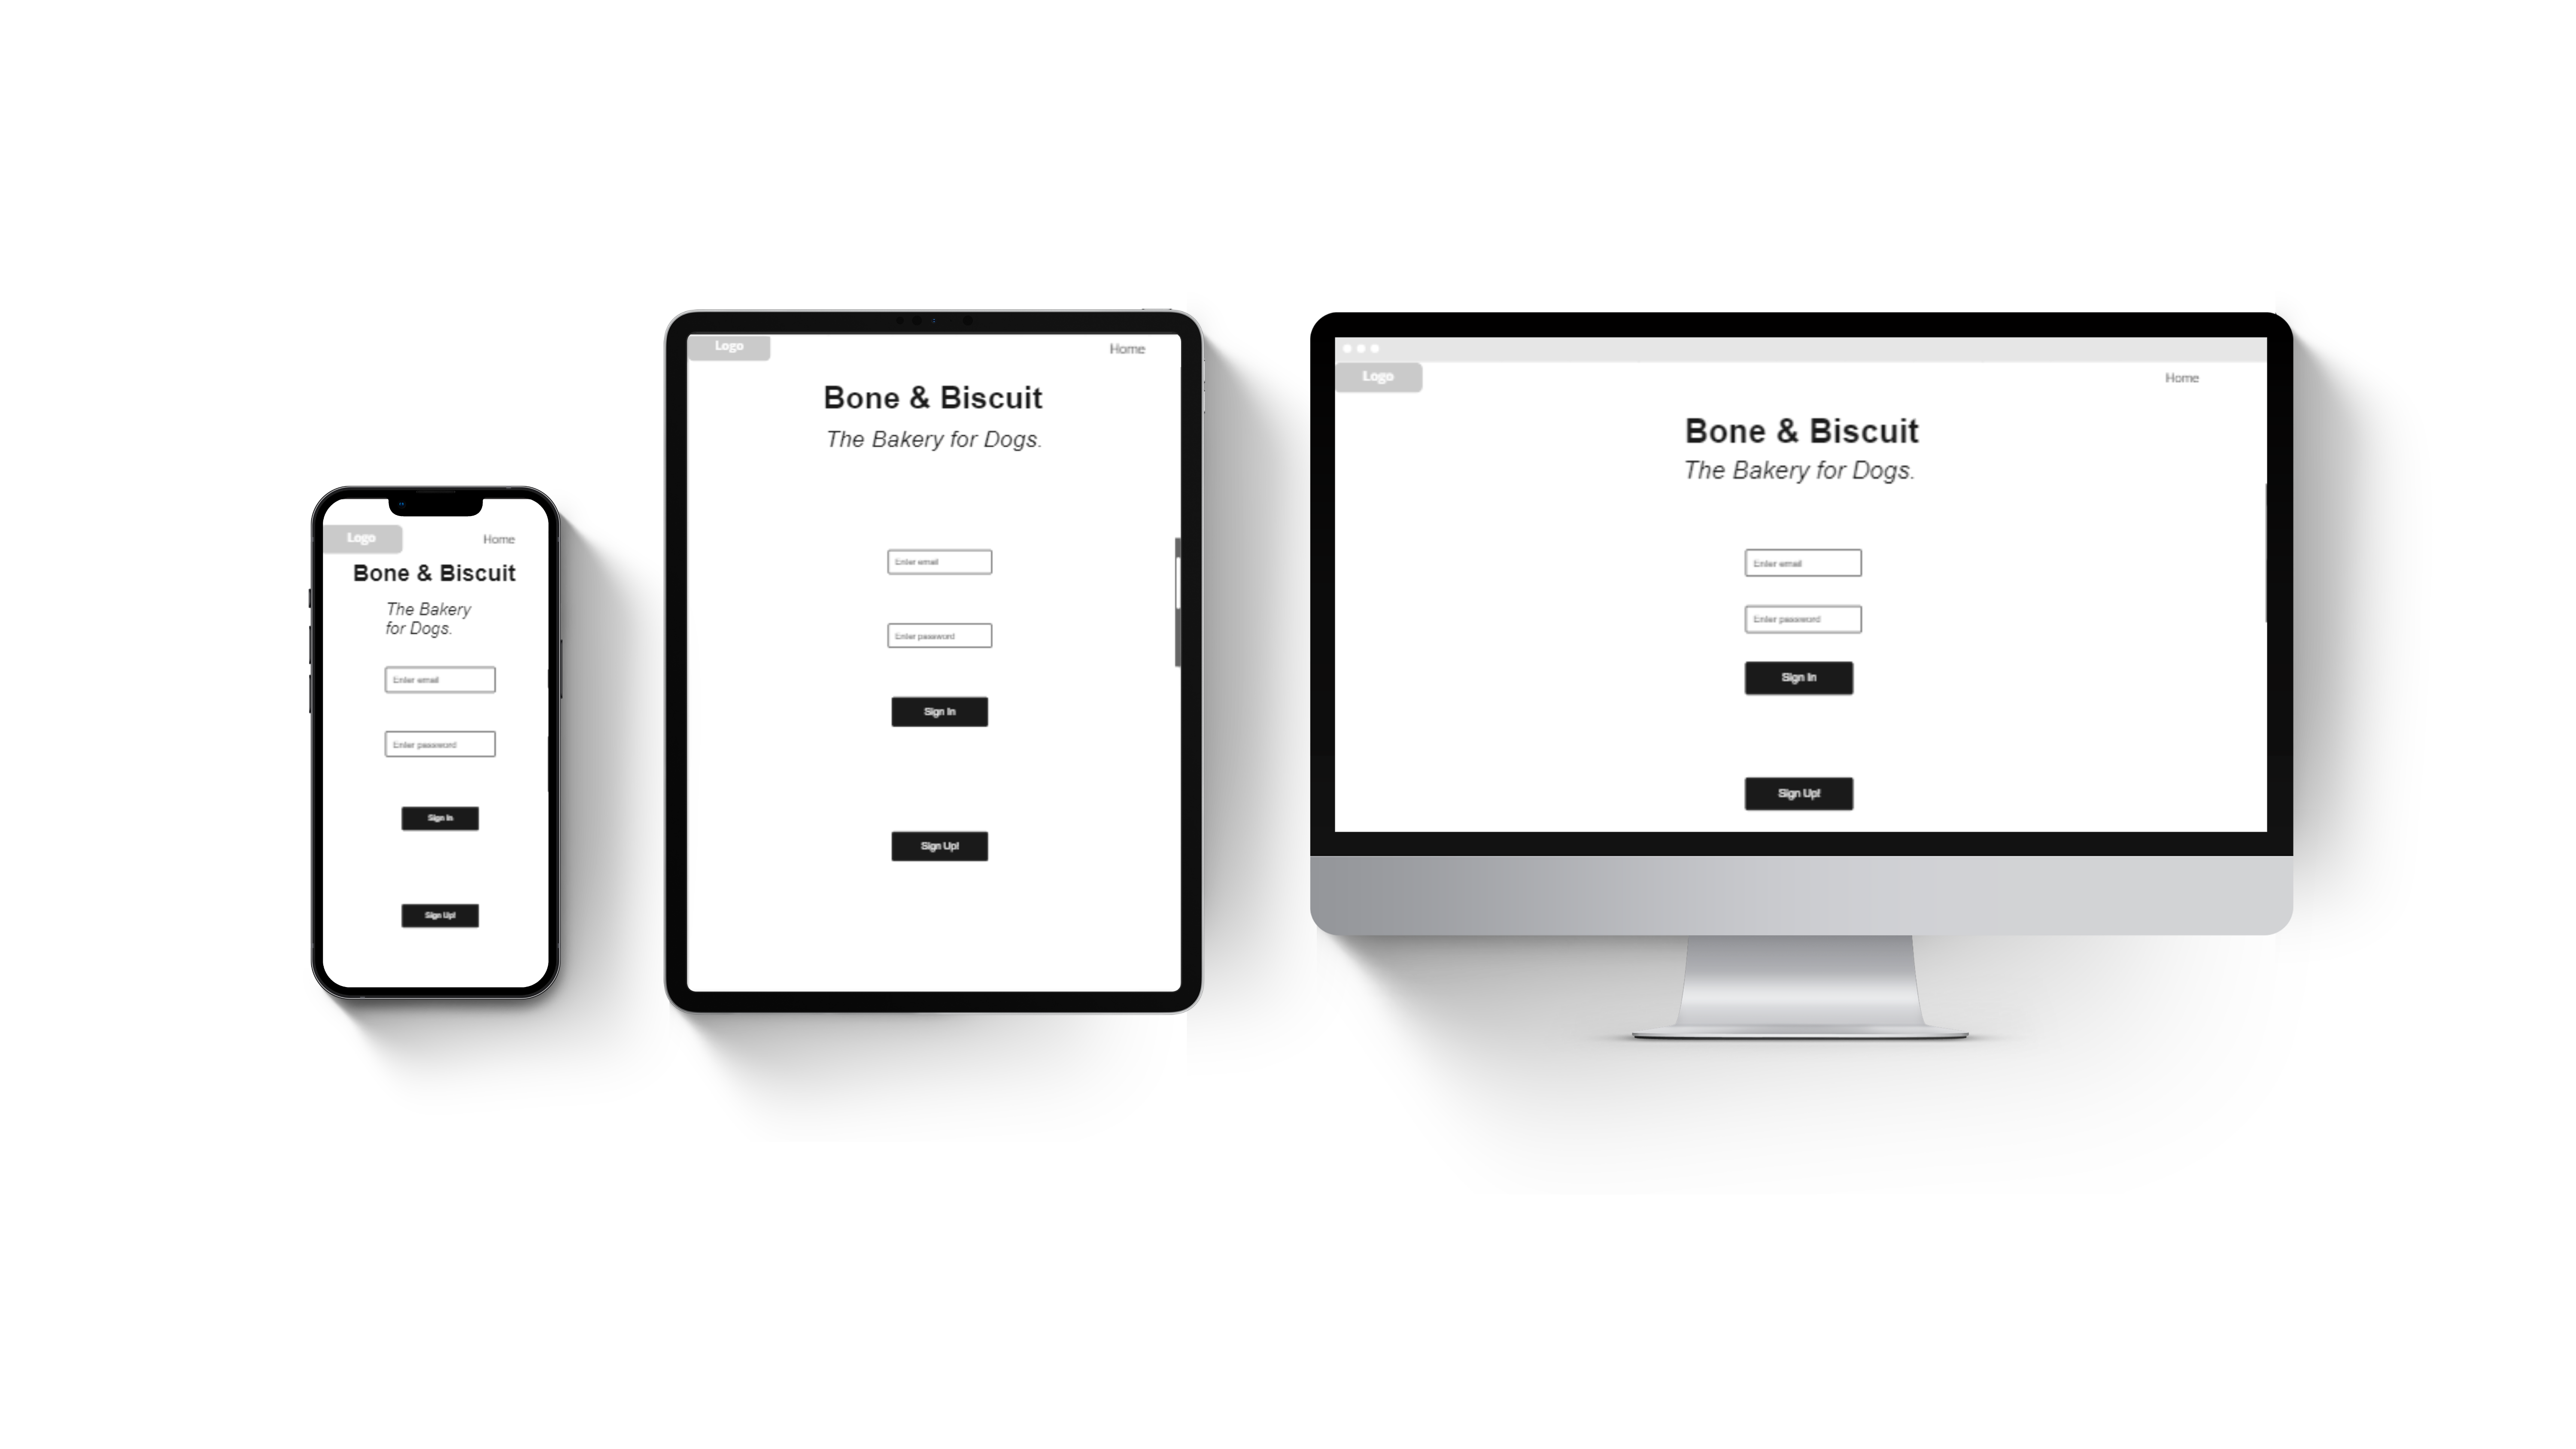 Logo
Home
Bone & Biscuit
The Bakery
for Dogs.
Enter email
Enter password
Sign In
Sign Up!
Logo
Home
Bone & Biscuit
The Bakery for Dogs.
Enter email
Enter password
Sign In
Sign Up!
Logo
Home
Bone & Biscuit
The Bakery for Dogs.
Enter email
Enter password
Sign In
Sign Up!